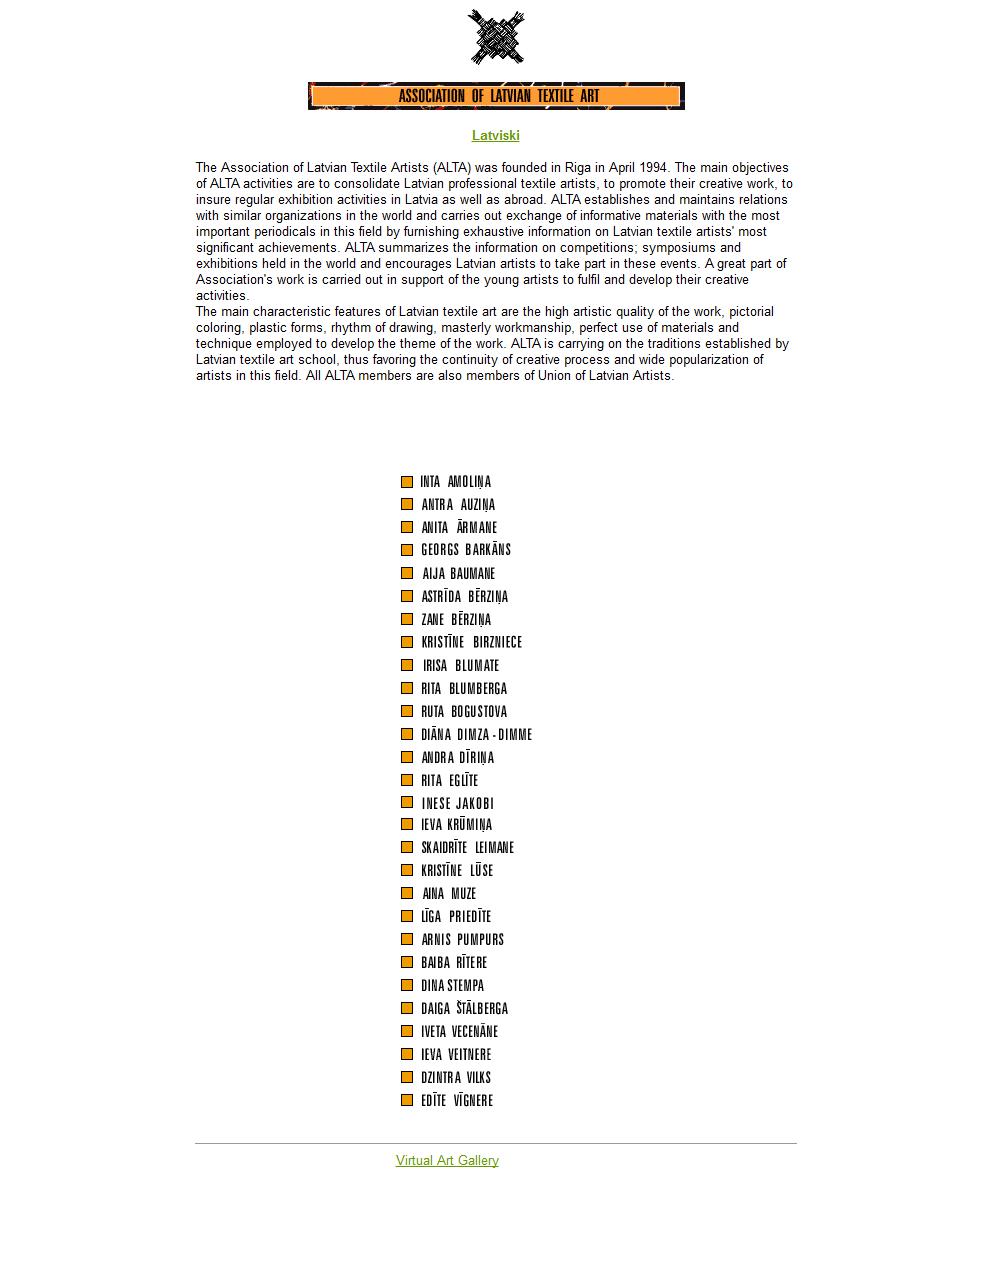 ASSOCIATION OF LATVIAN TEXTILE ART
Latviski
The Association of Latvian Textile Artists (ALTA) was founded in Riga in April 1994. The main objectives
of ALTA activities are to consolidate Latvian professional textile artists, to promote their creative work, to
insure regular exhibition activities in Latvia as well as abroad. ALTA establishes and maintains relations
with similar organizations in the world and carries out exchange of informative materials with the most
important periodicals in this field by furnishing exhaustive information on Latvian textile artists' most
significant achievements. ALTA summarizes the information on competitions; symposiums and
exhibitions held in the world and encourages Latvian artists to take part in these events. A great part of
Association's work is carried out in support of the young artists to fulfil and develop their creative
activities.
The main characteristic features of Latvian textile art are the high artistic quality of the work, pictorial
coloring, plastic forms, rhythm of drawing, masterly workmanship, perfect use of materials and
technique employed to develop the theme of the work. ALTA is carrying on the traditions established by
Latvian textile art school, thus favoring the continuity of creative process and wide popularization of
artists in this field. All ALTA members are also members of Union of Latvian Artists.
INTA AMOLIŅA
ANTRA AUZIŅA
ANITA ĀRMANE
GEORGS BARKĀNS
AIJA BAUMANE
ASTRĪDA BĒRZIŅA
ZANE BĒRZIŅA
KRISTĪNE BIRZNIECE
IRISA BLUMATE
RITA BLUMBERGA
RUTA BOGUSTOVA
DIĀNA DIMZA-DIMME
ANDRA DĪRIŅA
RITA EGLĪTE
INESE JAKOBI
IEVA KRŪMIŅA
SKAIDRĪTE LEIMANE
KRISTĪNE LŪSE
AINA MUZE
LĪGA PRIEDĪTE
ARNIS PUMPURS
BAIBA RĪTERE
DINA STEMPA
DAIGA ŠTĀLBERGA
IVETA VECENĀNE
IEVA VEITNERE
DZINTRA VILKS
EDĪTE VĪGNERE
Virtual Art Gallery